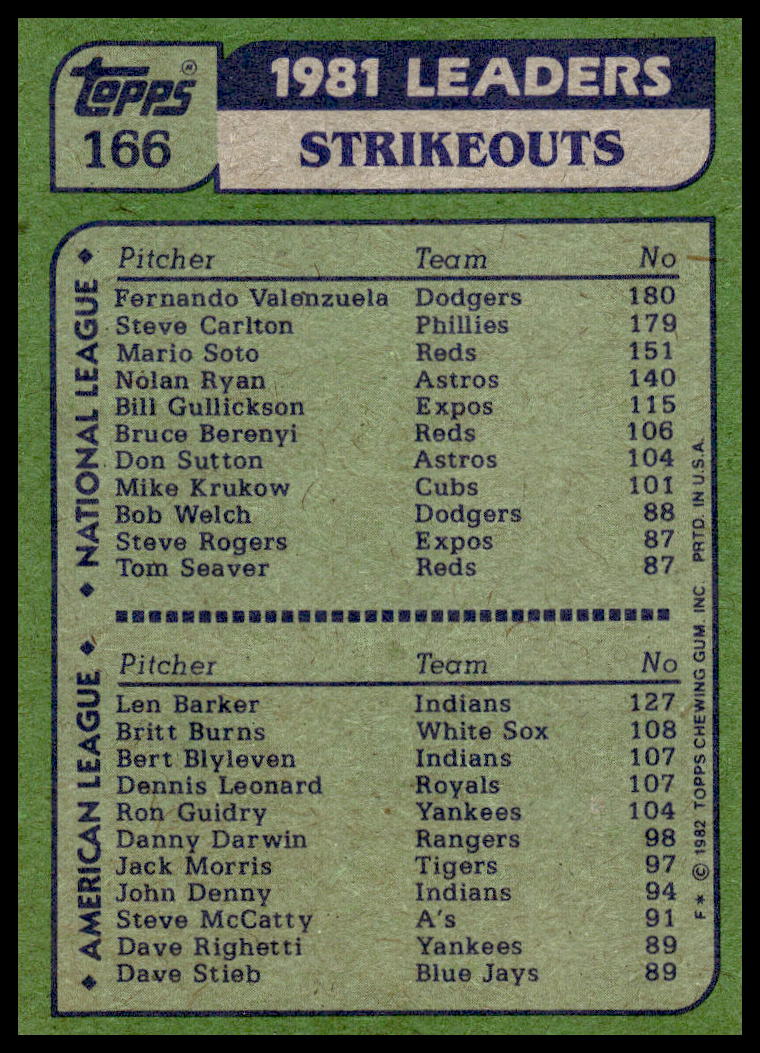 Topps ®
166
1981 LEADERS
STRIKEOUTS
◆ NATIONAL LEAGUE ◆
Pitcher Team No
Fernando Valenzuela Dodgers 180
Steve Carlton Phillies 179
Mario Soto Reds 151
Nolan Ryan Astros 140
Bill Gullickson Expos 115
Bruce Berenyi Reds 106
Don Sutton Astros 104
Mike Krukow Cubs 101
Bob Welch Dodgers 88
Steve Rogers Expos 87
Tom Seaver Reds 87
◆ AMERICAN LEAGUE ◆
Pitcher Team No
Len Barker Indians 127
Britt Burns White Sox 108
Bert Blyleven Indians 107
Dennis Leonard Royals 107
Ron Guidry Yankees 104
Danny Darwin Rangers 98
Jack Morris Tigers 97
John Denny Indians 94
Steve McCatty A's 91
Dave Righetti Yankees 89
Dave Stieb Blue Jays 89
F* © 1982 TOPPS CHEWING GUM, INC. PRTD. IN U.S.A.